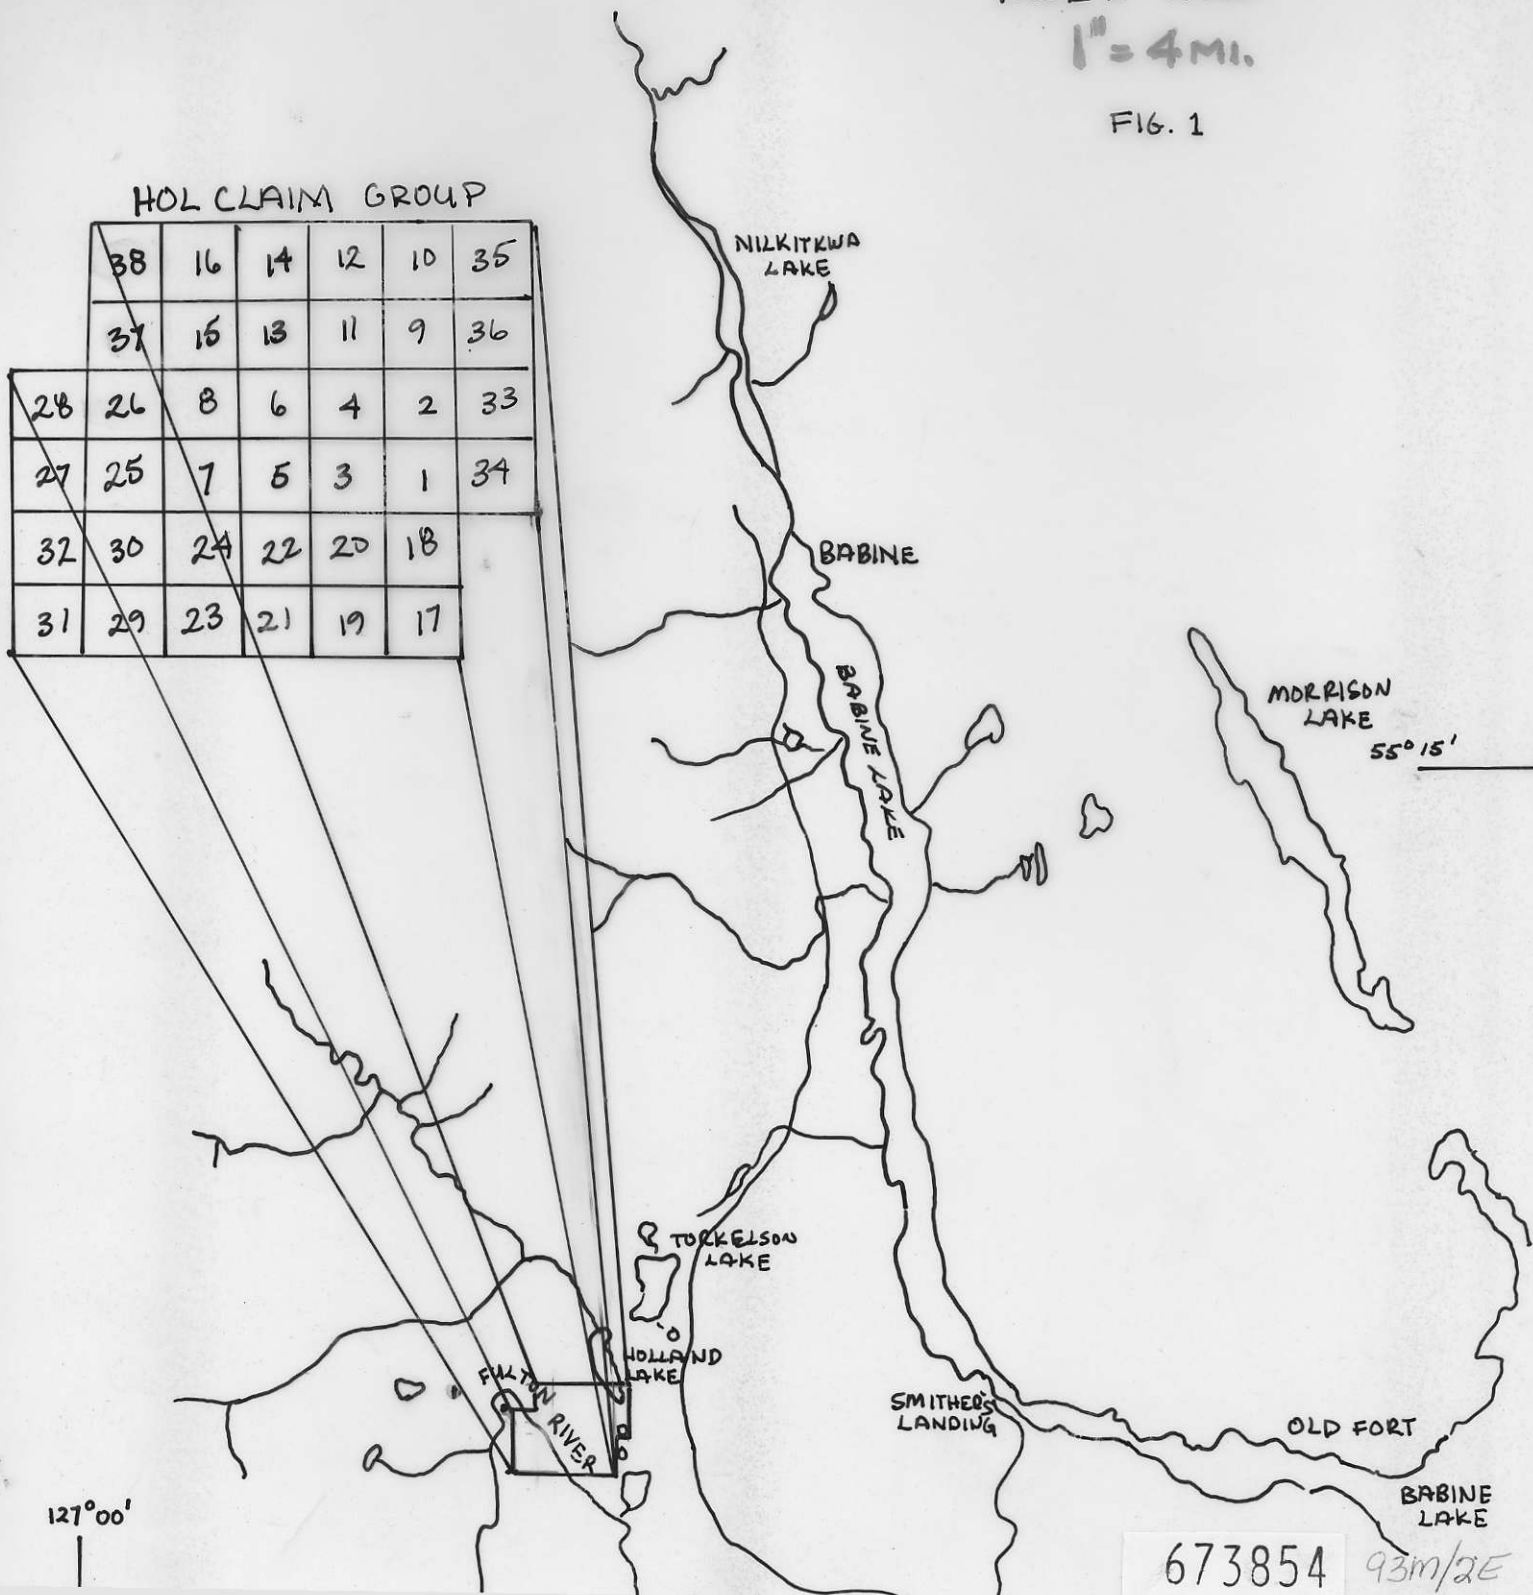 1" = 4 MI.
FIG. 1
HOL CLAIM GROUP
38 16 14 12 10 35
37 15 13 11 9 36
28 26 8 6 4 2 33
27 25 7 5 3 1 34
32 30 24 22 20 18
31 29 23 21 19 17
NILKITKWA
LAKE
BABINE
BABINE LAKE
MORRISON
LAKE
55° 15'
TORKELSON
LAKE
HOLLAND
LAKE
FULTON
RIVER
SMITHER'S
LANDING
OLD FORT
BABINE
LAKE
127° 00'
673854
93M/2E